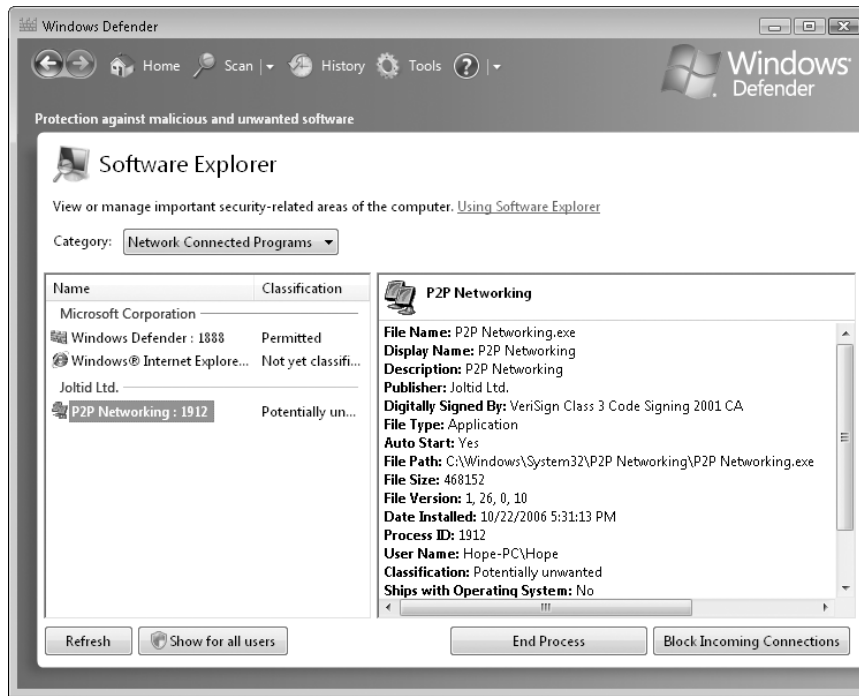 Windows Defender
Home Scan History Tools
Windows
Defender
Protection against malicious and unwanted software
Software Explorer
View or manage important security-related areas of the computer. Using Software Explorer
Category: Network Connected Programs
Name Classification
Microsoft Corporation
Windows Defender : 1888 Permitted
Windows® Internet Explore... Not yet classifi...
Joltid Ltd.
P2P Networking : 1912 Potentially un...
P2P Networking
File Name: P2P Networking.exe
Display Name: P2P Networking
Description: P2P Networking
Publisher: Joltid Ltd.
Digitally Signed By: VeriSign Class 3 Code Signing 2001 CA
File Type: Application
Auto Start: Yes
File Path: C:\Windows\System32\P2P Networking\P2P Networking.exe
File Size: 468152
File Version: 1, 26, 0, 10
Date Installed: 10/22/2006 5:31:13 PM
Process ID: 1912
User Name: Hope-PC\Hope
Classification: Potentially unwanted
Ships with Operating System: No
Refresh Show for all users End Process Block Incoming Connections